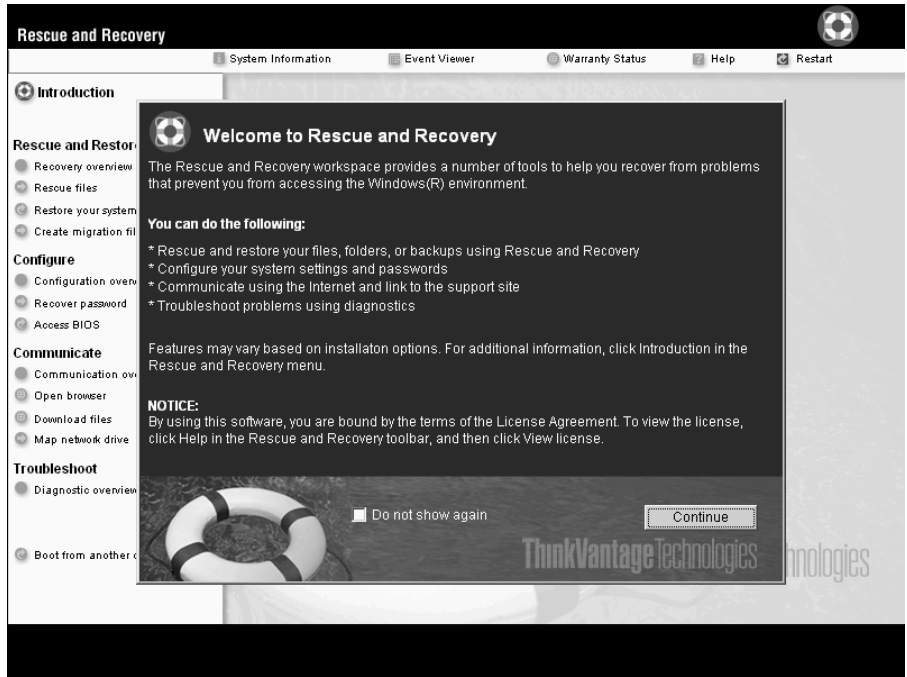 Rescue and Recovery
System Information
Event Viewer
Warranty Status
Help
Restart
Introduction
Rescue and Restor
Recovery overview
Rescue files
Restore your system
Create migration fil
Configure
Configuration overv
Recover password
Access BIOS
Communicate
Communication ov
Open browser
Download files
Map network drive
Troubleshoot
Diagnostic overview
Boot from another
Welcome to Rescue and Recovery
The Rescue and Recovery workspace provides a number of tools to help you recover from problems
that prevent you from accessing the Windows(R) environment.
You can do the following:
* Rescue and restore your files, folders, or backups using Rescue and Recovery
* Configure your system settings and passwords
* Communicate using the Internet and link to the support site
* Troubleshoot problems using diagnostics
Features may vary based on installaton options. For additional information, click Introduction in the
Rescue and Recovery menu.
NOTICE:
By using this software, you are bound by the terms of the License Agreement. To view the license,
click Help in the Rescue and Recovery toolbar, and then click View license.
Do not show again
Continue
ThinkVantage Technologies
hnologies